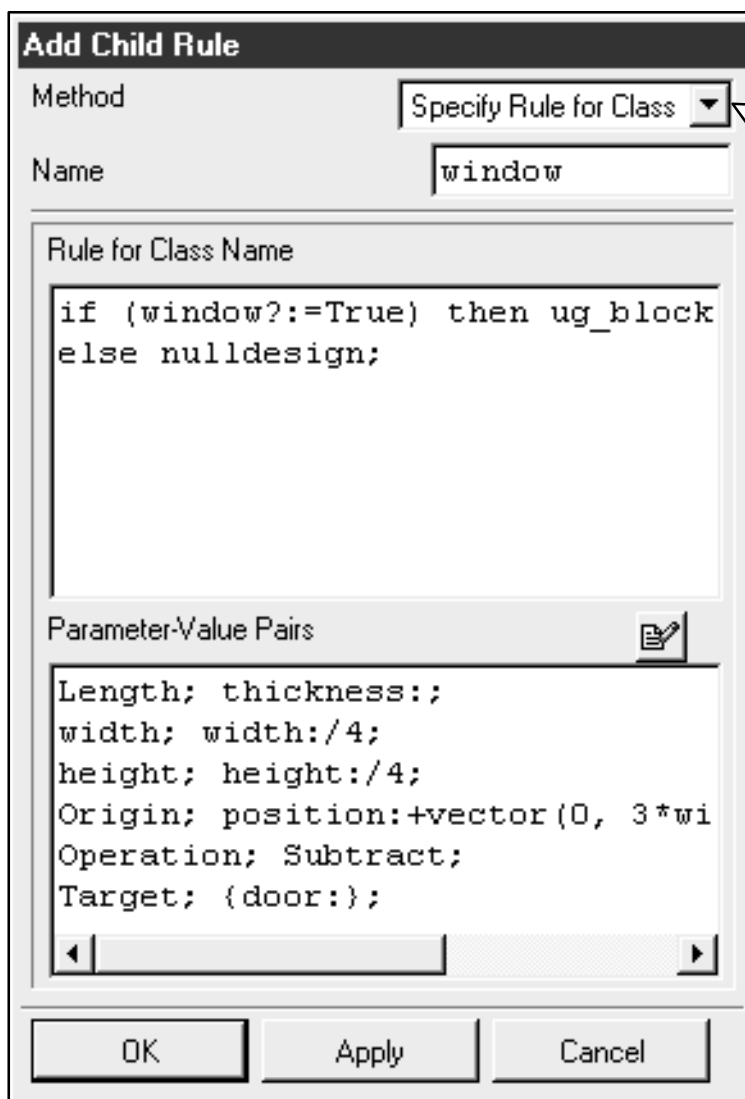 Add Child Rule
Method
Specify Rule for Class
Name
window
Rule for Class Name
if (window?:=True) then ug_block
else nulldesign;
Parameter-Value Pairs
Length; thickness:;
width; width:/4;
height; height:/4;
Origin; position:+vector(0, 3*wi
Operation; Subtract;
Target; {door:};
OK
Apply
Cancel